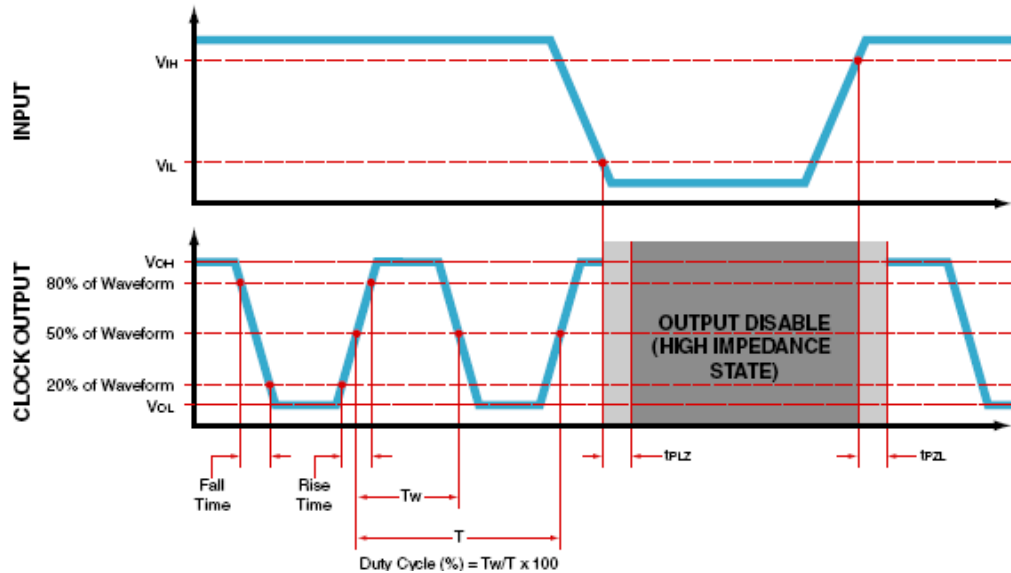 INPUT
VIH
VIL
CLOCK OUTPUT
VOH
80% of Waveform
50% of Waveform
20% of Waveform
VOL
OUTPUT DISABLE
(HIGH IMPEDANCE
STATE)
Fall
Time
Rise
Time
TW
tPLZ
tPZL
T
Duty Cycle (%) = TW/T x 100